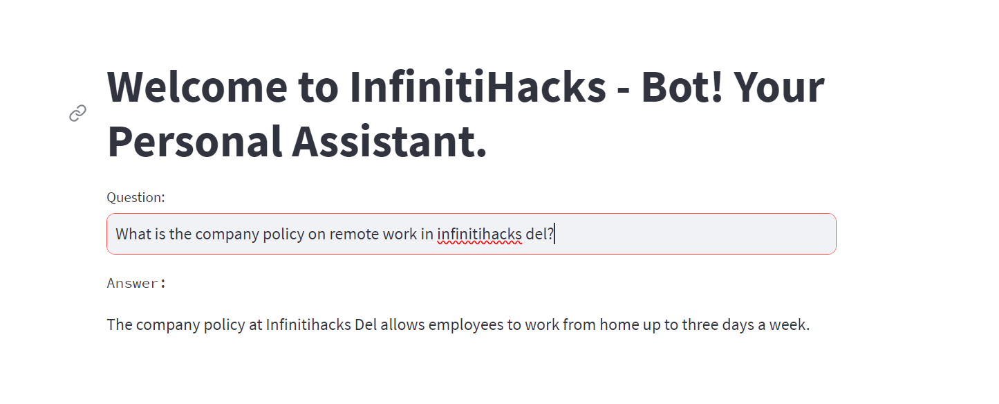 Welcome to InfinitiHacks - Bot! Your
Personal Assistant.
Question:
What is the company policy on remote work in infinitihacks del?
Answer:
The company policy at Infinitihacks Del allows employees to work from home up to three days a week.